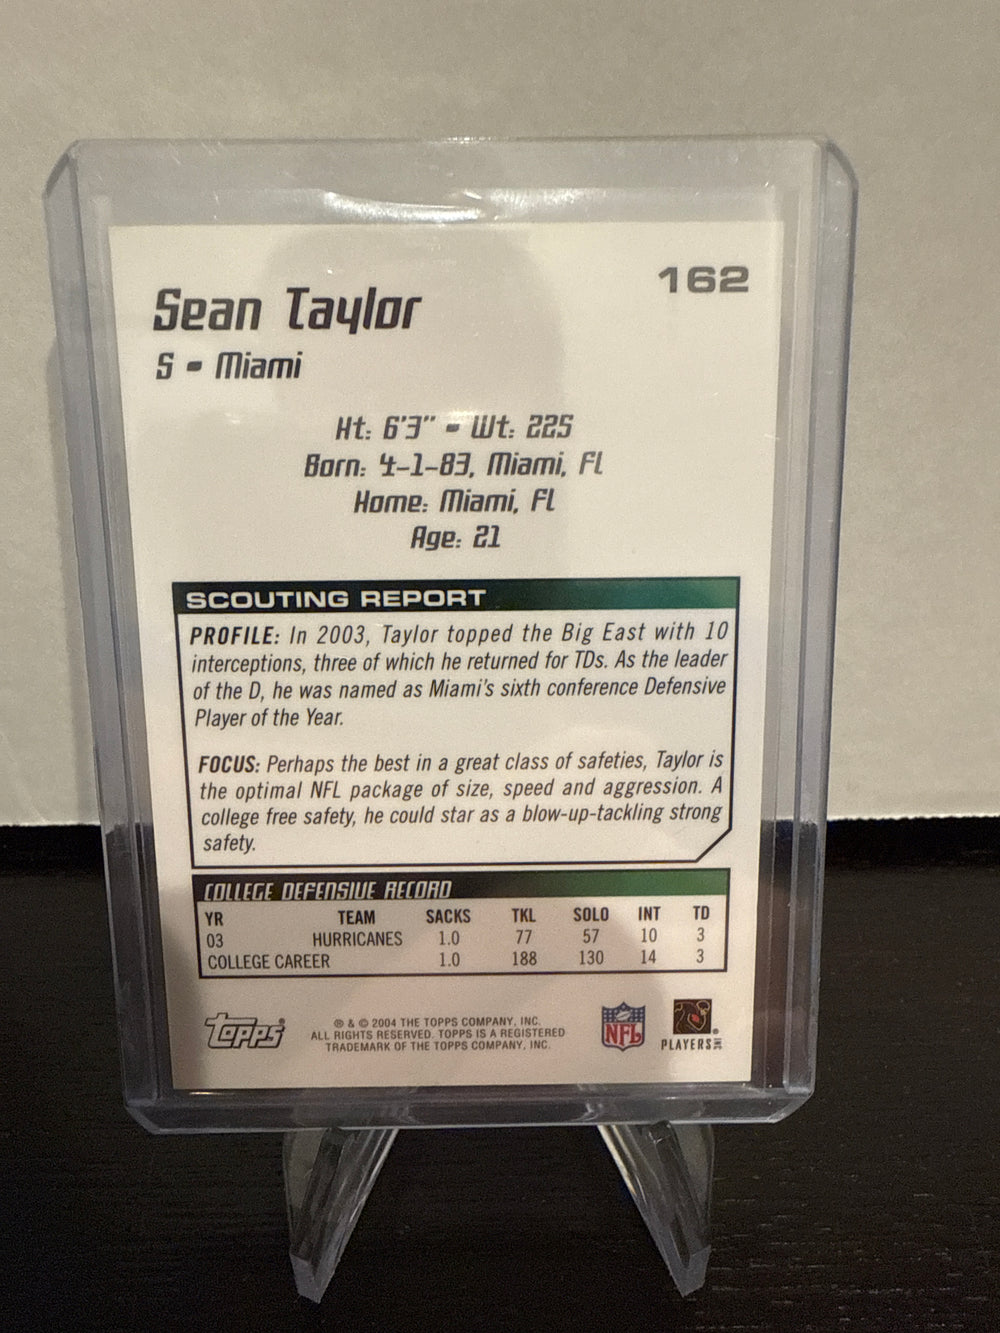 162
Sean Taylor
S - Miami
Ht: 6'3" - Wt: 225
Born: 4-1-83, Miami, FL
Home: Miami, FL
Age: 21
SCOUTING REPORT
PROFILE: In 2003, Taylor topped the Big East with 10
interceptions, three of which he returned for TDs. As the leader
of the D, he was named as Miami's sixth conference Defensive
Player of the Year.
FOCUS: Perhaps the best in a great class of safeties, Taylor is
the optimal NFL package of size, speed and aggression. A
college free safety, he could star as a blow-up-tackling strong
safety.
COLLEGE DEFENSIVE RECORD
YR TEAM SACKS TKL SOLO INT TD
03 HURRICANES 1.0 77 57 10 3
COLLEGE CAREER 1.0 188 130 14 3
Topps®
® & © 2004 THE TOPPS COMPANY, INC.
ALL RIGHTS RESERVED. TOPPS IS A REGISTERED
TRADEMARK OF THE TOPPS COMPANY, INC.
NFL
PLAYERS INC